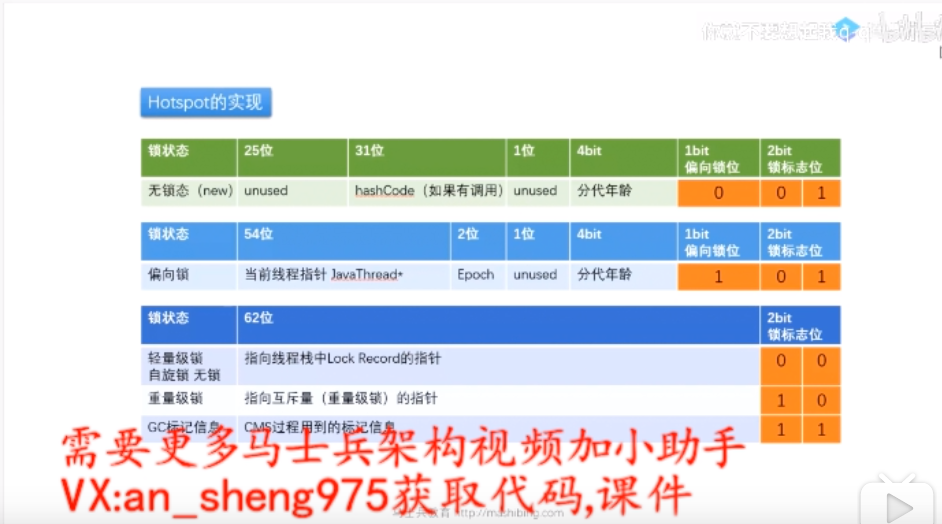 Hotspot的实现
锁状态 25位 31位 1位 4bit 1bit 偏向锁位 2bit 锁标志位
无锁态（new） unused hashCode（如果有调用） unused 分代年龄 0 0 1
锁状态 54位 2位 1位 4bit 1bit 偏向锁位 2bit 锁标志位
偏向锁 当前线程指针 JavaThread* Epoch unused 分代年龄 1 0 1
锁状态 62位 2bit 锁标志位
轻量级锁 自旋锁 无锁 指向线程栈中Lock Record的指针 0 0
重量级锁 指向互斥量（重量级锁）的指针 1 0
GC标记信息 CMS过程用到的标记信息 1 1
需要更多马士兵架构视频加小助手
VX:an_sheng975获取代码,课件
http://mashibing.com